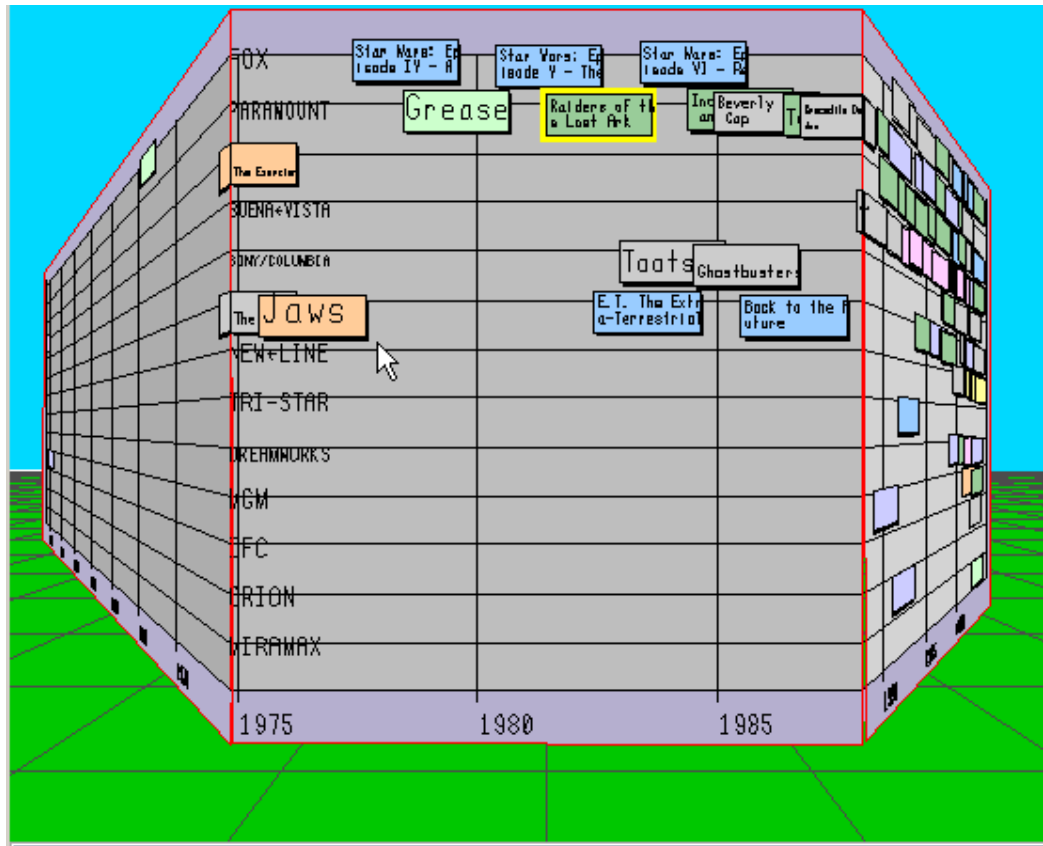 FOX
Star Wars: Ep
isode IV - A
Star Wars: Ep
isode V - The
Star Wars: Ep
isode VI - Re
PARAMOUNT
Grease
Raiders of th
e Lost Ark
Beverly
Cop
The Exorcist
BUENA←VISTA
SONY/COLUMBIA
Toots
Ghostbusters
The
Jaws
E.T. The Extr
a-Terrestrial
Back to the F
uture
NEW←LINE
TRI-STAR
DREAMWORKS
MGM
ORION
MIRAMAX
1975
1980
1985